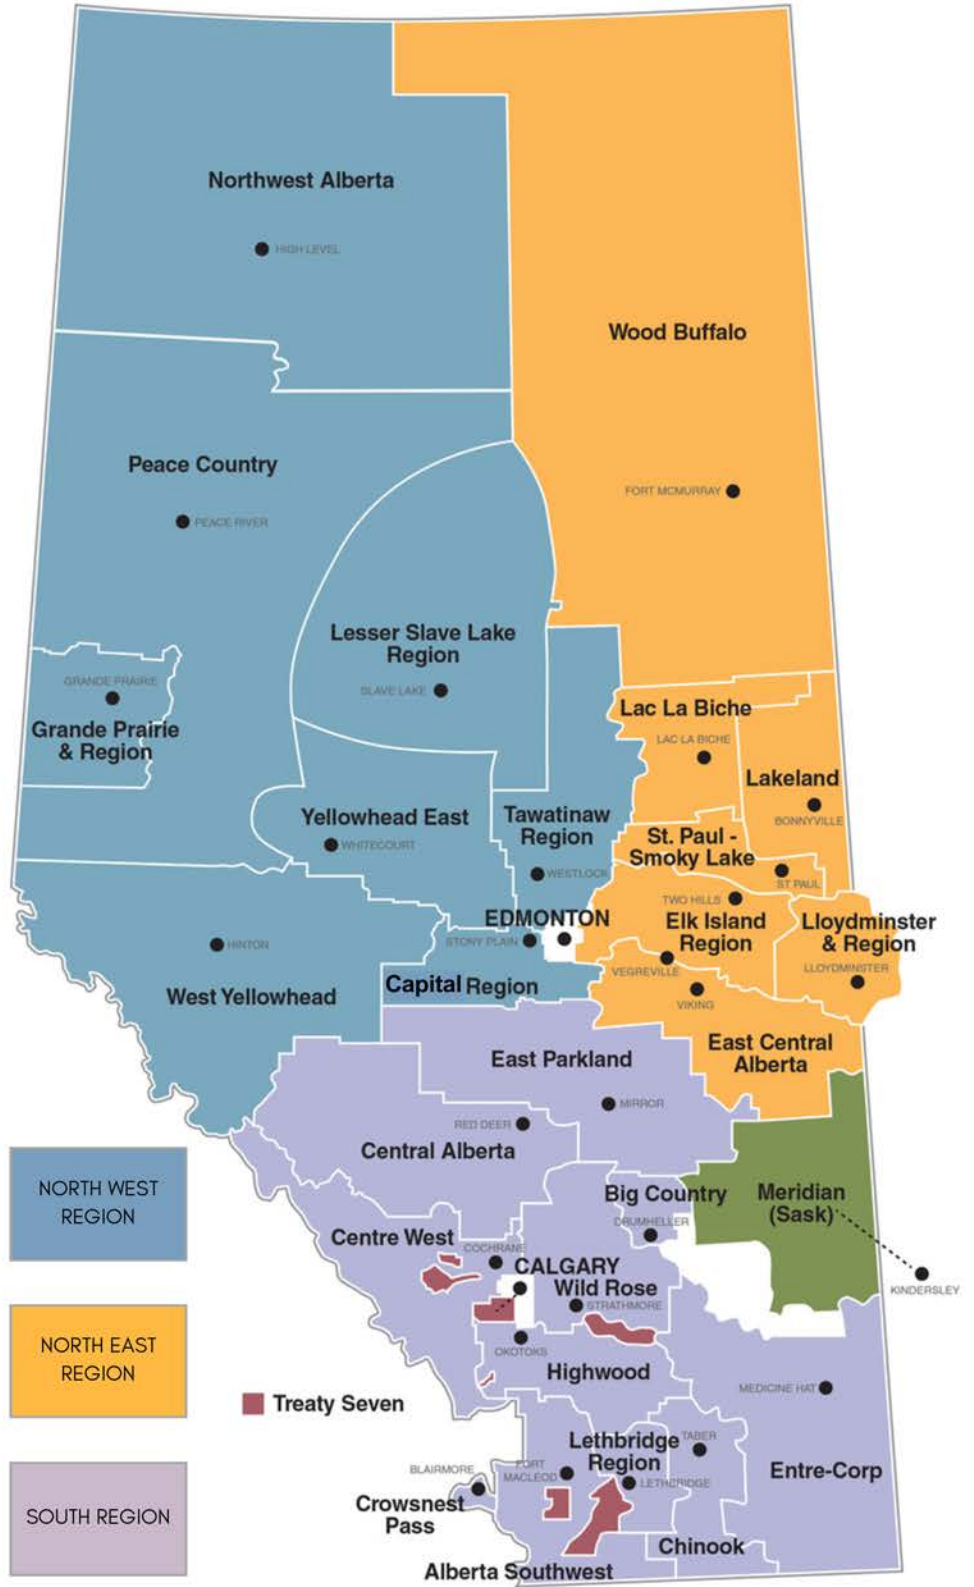 Northwest Alberta
HIGH LEVEL
Wood Buffalo
Peace Country
FORT MCMURRAY
PEACE RIVER
Lesser Slave Lake
Region
SLAVE LAKE
GRANDE PRAIRIE
Grande Prairie
& Region
Lac La Biche
LAC LA BICHE
Lakeland
BONNYVILLE
Yellowhead East
WHITECOURT
Tawatinaw
Region
WESTLOCK
St. Paul -
Smoky Lake
ST PAUL
TWO HILLS
Elk Island
Region
VEGREVILLE
VIKING
Lloydminster
& Region
LLOYDMINSTER
EDMONTON
STONY PLAIN
Capital Region
HINTON
West Yellowhead
East Central
Alberta
East Parkland
MIRROR
RED DEER
Central Alberta
NORTH WEST
REGION
Big Country
DRUMHELLER
Meridian
(Sask)
KINDERSLEY
Centre West
COCHRANE
CALGARY
Wild Rose
STRATHMORE
NORTH EAST
REGION
OKOTOKS
Highwood
MEDICINE HAT
Treaty Seven
Lethbridge
Region
TABER
LETHBRIDGE
FORT
MACLEOD
BLAIRMORE
Crowsnest
Pass
Entre-Corp
SOUTH REGION
Chinook
Alberta Southwest